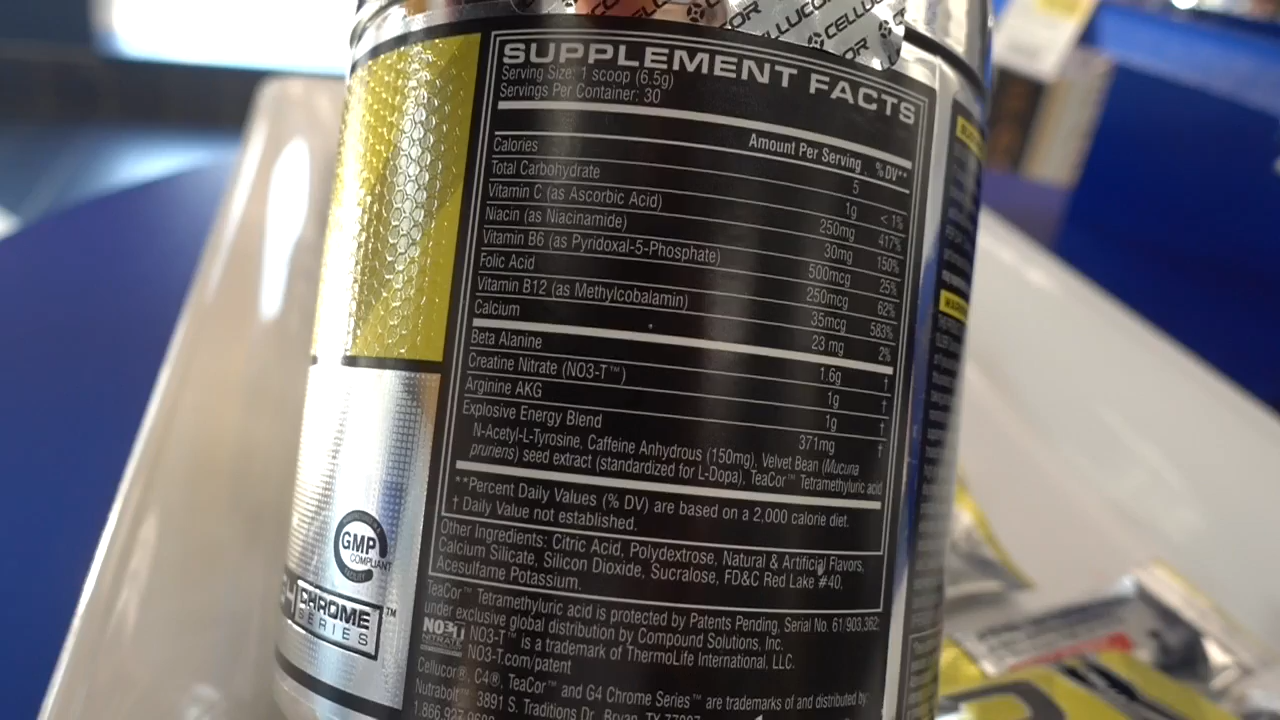 CELLUCOR
CELLUCOR
SUPPLEMENT FACTS
Serving Size: 1 scoop (6.5g)
Servings Per Container: 30
Amount Per Serving %DV**
Calories 5
Total Carbohydrate 1g < 1%
Vitamin C (as Ascorbic Acid) 250mg 417%
Niacin (as Niacinamide) 30mg 150%
Vitamin B6 (as Pyridoxal-5-Phosphate) 500mcg 25%
Folic Acid 250mcg 62%
Vitamin B12 (as Methylcobalamin) 35mcg 583%
Calcium 23 mg 2%
Beta Alanine 1.6g †
Creatine Nitrate (NO3-T™) 1g †
Arginine AKG 1g †
Explosive Energy Blend 371mg †
N-Acetyl-L-Tyrosine, Caffeine Anhydrous (150mg), Velvet Bean (Mucuna
pruriens) seed extract (standardized for L-Dopa), TeaCor™ Tetramethyluric acid
**Percent Daily Values (% DV) are based on a 2,000 calorie diet.
† Daily Value not established.
Other Ingredients: Citric Acid, Polydextrose, Natural & Artificial Flavors,
Calcium Silicate, Silicon Dioxide, Sucralose, FD&C Red Lake #40,
Acesulfame Potassium.
TeaCor™ Tetramethyluric acid is protected by Patents Pending, Serial No. 61/903,362;
under exclusive global distribution by Compound Solutions, Inc.
NO3-T NO3-T™ is a trademark of ThermoLife International, LLC.
NO3-T.com/patent
Cellucor®, C4®, TeaCor™ and G4 Chrome Series™ are trademarks of and distributed by
Nutrabolt™ 3891 S. Traditions Dr., Bryan, TX 77807
GMP
COMPLIANT
CHROME™
SERIES